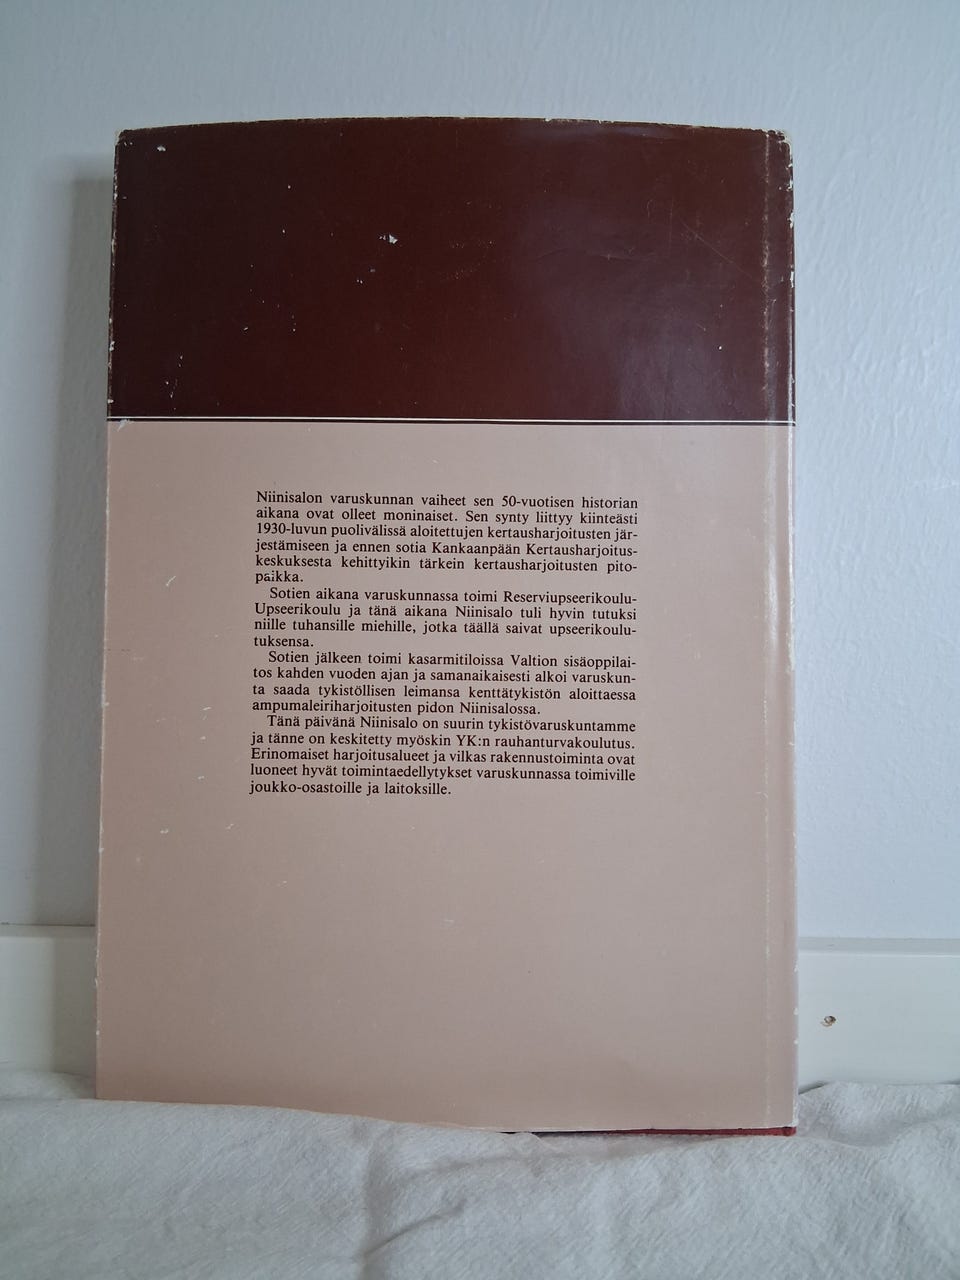 Niinisalon varuskunnan vaiheet sen 50-vuotisen historian
aikana ovat olleet moninaiset. Sen synty liittyy kiinteästi
1930-luvun puolivälissä aloitettujen kertausharjoitusten jär-
jestämiseen ja ennen sotia Kankaanpään Kertausharjoitus-
keskuksesta kehittyikin tärkein kertausharjoitusten pito-
paikka.
Sotien aikana varuskunnassa toimi Reserviupseerikoulu-
Upseerikoulu ja tänä aikana Niinisalo tuli hyvin tutuksi
niille tuhansille miehille, jotka täällä saivat upseerikoulu-
tuksensa.
Sotien jälkeen toimi kasarmitiloissa Valtion sisäoppilai-
tos kahden vuoden ajan ja samanaikaisesti alkoi varuskun-
ta saada tykistöllisen leimansa kenttätykistön aloittaessa
ampumaleiriharjoitusten pidon Niinisalossa.
Tänä päivänä Niinisalo on suurin tykistövaruskuntamme
ja tänne on keskitetty myöskin YK:n rauhanturvakoulutus.
Erinomaiset harjoitusalueet ja vilkas rakennustoiminta ovat
luoneet hyvät toimintaedellytykset varuskunnassa toimiville
joukko-osastoille ja laitoksille.